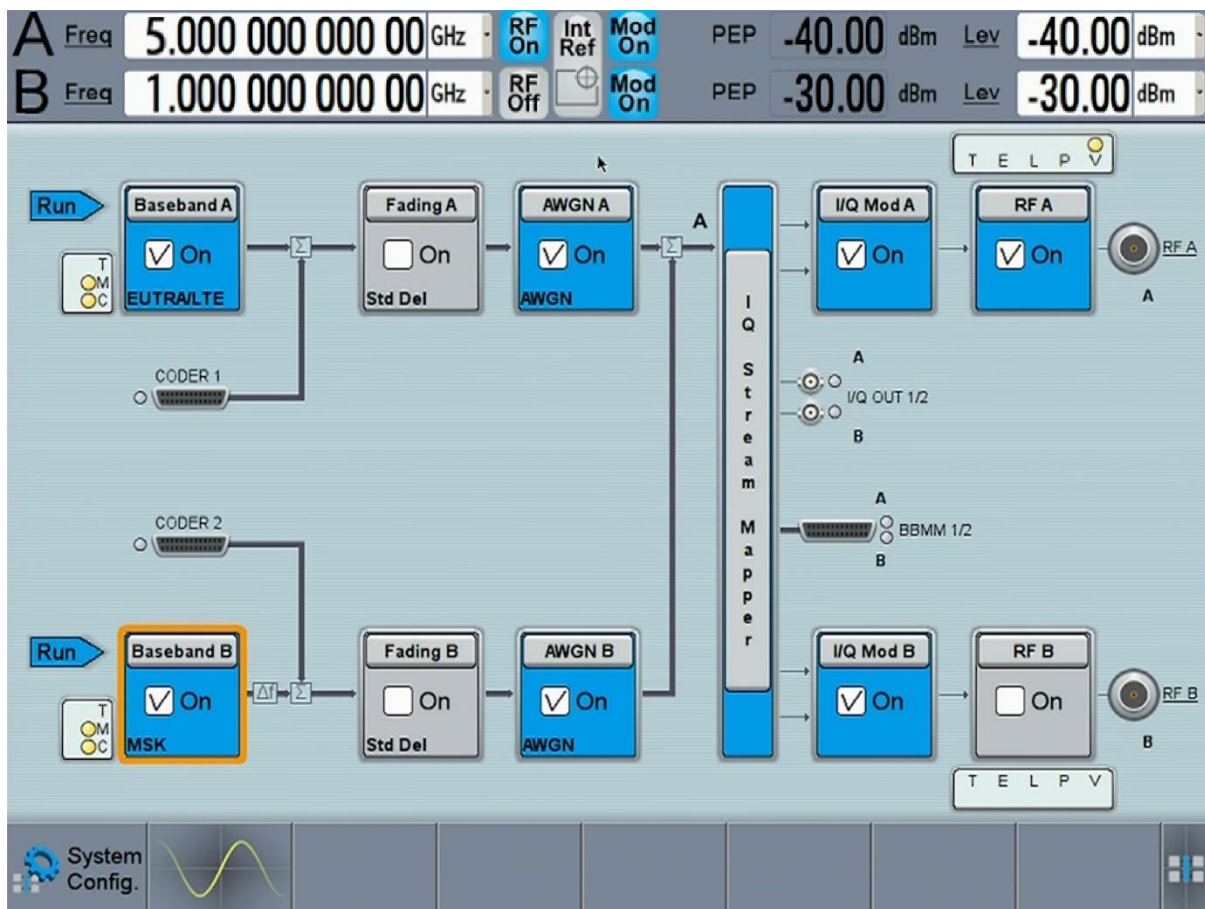 A Freq 5.000 000 000 00 GHz RF On Int Ref Mod On PEP -40.00 dBm Lev -40.00 dBm
B Freq 1.000 000 000 00 GHz RF Off Mod On PEP -30.00 dBm Lev -30.00 dBm
T E L P V
Run
Baseband A
On
EUTRA/LTE
T
M
C
Fading A
On
Std Del
AWGN A
On
AWGN
A
I/Q Mod A
On
RF A
On
RF A
A
CODER 1
IQ Stream Mapper
A
I/Q OUT 1/2
B
CODER 2
A
BBMM 1/2
B
Run
Baseband B
On
MSK
T
M
C
Δf
Σ
Σ
Σ
Fading B
On
Std Del
AWGN B
On
AWGN
I/Q Mod B
On
RF B
On
RF B
B
T E L P V
System
Config.